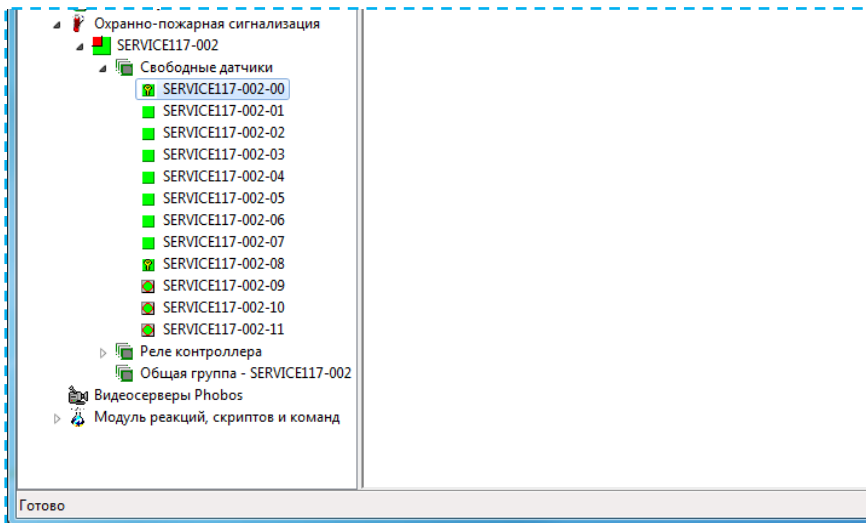 Охранно-пожарная сигнализация
SERVICE117-002
Свободные датчики
SERVICE117-002-00
SERVICE117-002-01
SERVICE117-002-02
SERVICE117-002-03
SERVICE117-002-04
SERVICE117-002-05
SERVICE117-002-06
SERVICE117-002-07
SERVICE117-002-08
SERVICE117-002-09
SERVICE117-002-10
SERVICE117-002-11
Реле контроллера
Общая группа - SERVICE117-002
Видеосерверы Phobos
Модуль реакций, скриптов и команд
Готово